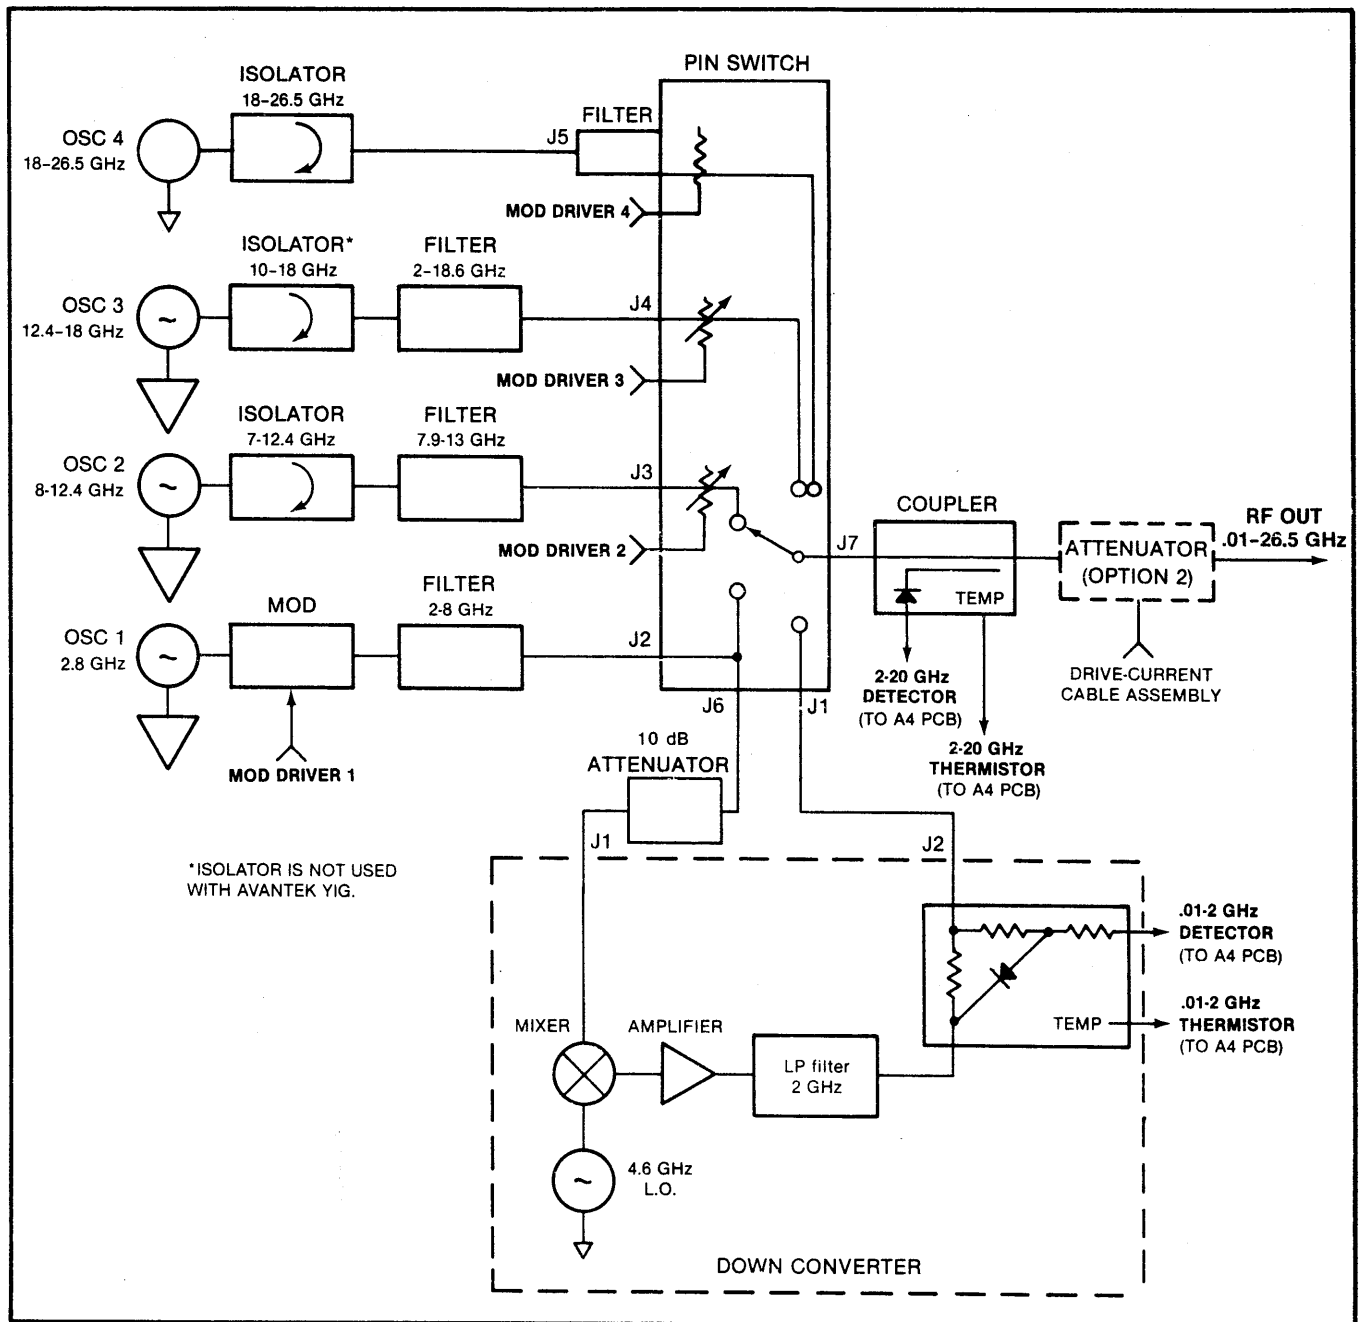 PIN SWITCH
ISOLATOR
18-26.5 GHz
OSC 4
18-26.5 GHz
J5
FILTER
MOD DRIVER 4
ISOLATOR*
10-18 GHz
FILTER
2-18.6 GHz
OSC 3
12.4-18 GHz
~
J4
MOD DRIVER 3
ISOLATOR
7-12.4 GHz
FILTER
7.9-13 GHz
OSC 2
8-12.4 GHz
~
J3
MOD DRIVER 2
COUPLER
J7
TEMP
ATTENUATOR
(OPTION 2)
RF OUT
.01-26.5 GHz
DRIVE-CURRENT
CABLE ASSEMBLY
2-20 GHz
DETECTOR
(TO A4 PCB)
2-20 GHz
THERMISTOR
(TO A4 PCB)
MOD
FILTER
2-8 GHz
OSC 1
2.8 GHz
~
J2
MOD DRIVER 1
J6
J1
10 dB
ATTENUATOR
J1
J2
*ISOLATOR IS NOT USED
WITH AVANTEK YIG.
.01-2 GHz
DETECTOR
(TO A4 PCB)
TEMP
.01-2 GHz
THERMISTOR
(TO A4 PCB)
MIXER
AMPLIFIER
LP filter
2 GHz
~
4.6 GHz
L.O.
DOWN CONVERTER